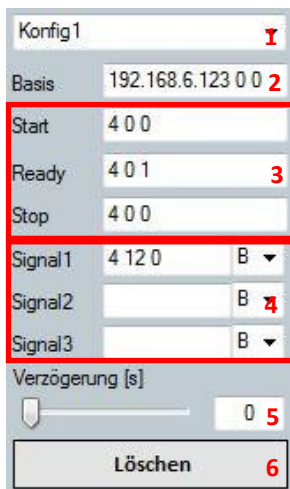 Konfig1 1
Basis 192.168.6.123 0 0 2
Start 4 0 0
Ready 4 0 1 3
Stop 4 0 0
Signal1 4 12 0 B
Signal2 B 4
Signal3 B
Verzögerung [s]
0 5
Löschen 6